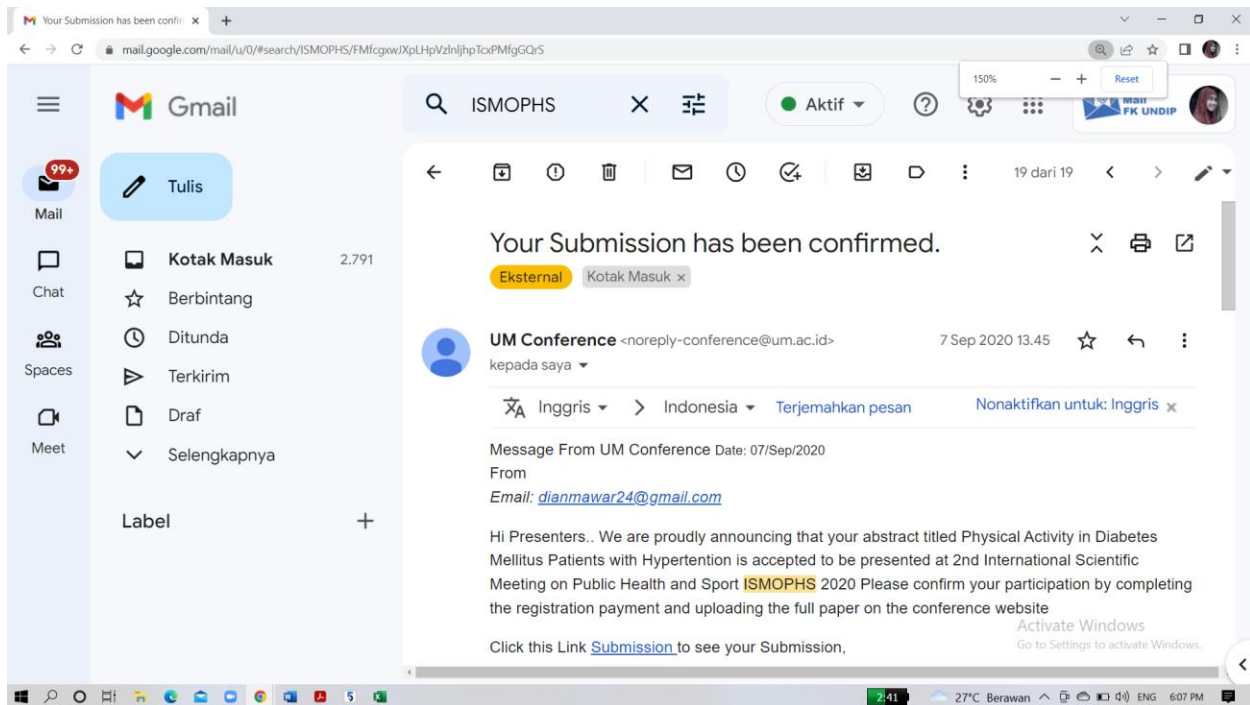 Your Submission has been confir
mail.google.com/mail/u/0/#search/ISMOPHS/FMfcgxwJXpLHpVzlnljhpTcxPMfgGQrS
150% Reset
Gmail
ISMOPHS
Aktif
Mail
FK UNDIP
99+
Mail
Chat
Spaces
Meet
Tulis
Kotak Masuk 2.791
Berbintang
Ditunda
Terkirim
Draf
Selengkapnya
Label
19 dari 19
Your Submission has been confirmed.
Eksternal Kotak Masuk ×
UM Conference <noreply-conference@um.ac.id> 7 Sep 2020 13.45
kepada saya
Inggris > Indonesia Terjemahkan pesan Nonaktifkan untuk: Inggris ×
Message From UM Conference Date: 07/Sep/2020
From
Email: dianmawar24@gmail.com
Hi Presenters.. We are proudly announcing that your abstract titled Physical Activity in Diabetes
Mellitus Patients with Hypertention is accepted to be presented at 2nd International Scientific
Meeting on Public Health and Sport ISMOPHS 2020 Please confirm your participation by completing
the registration payment and uploading the full paper on the conference website
Click this Link Submission to see your Submission,
Activate Windows
Go to Settings to activate Windows.
2:41 27°C Berawan ENG 6:07 PM